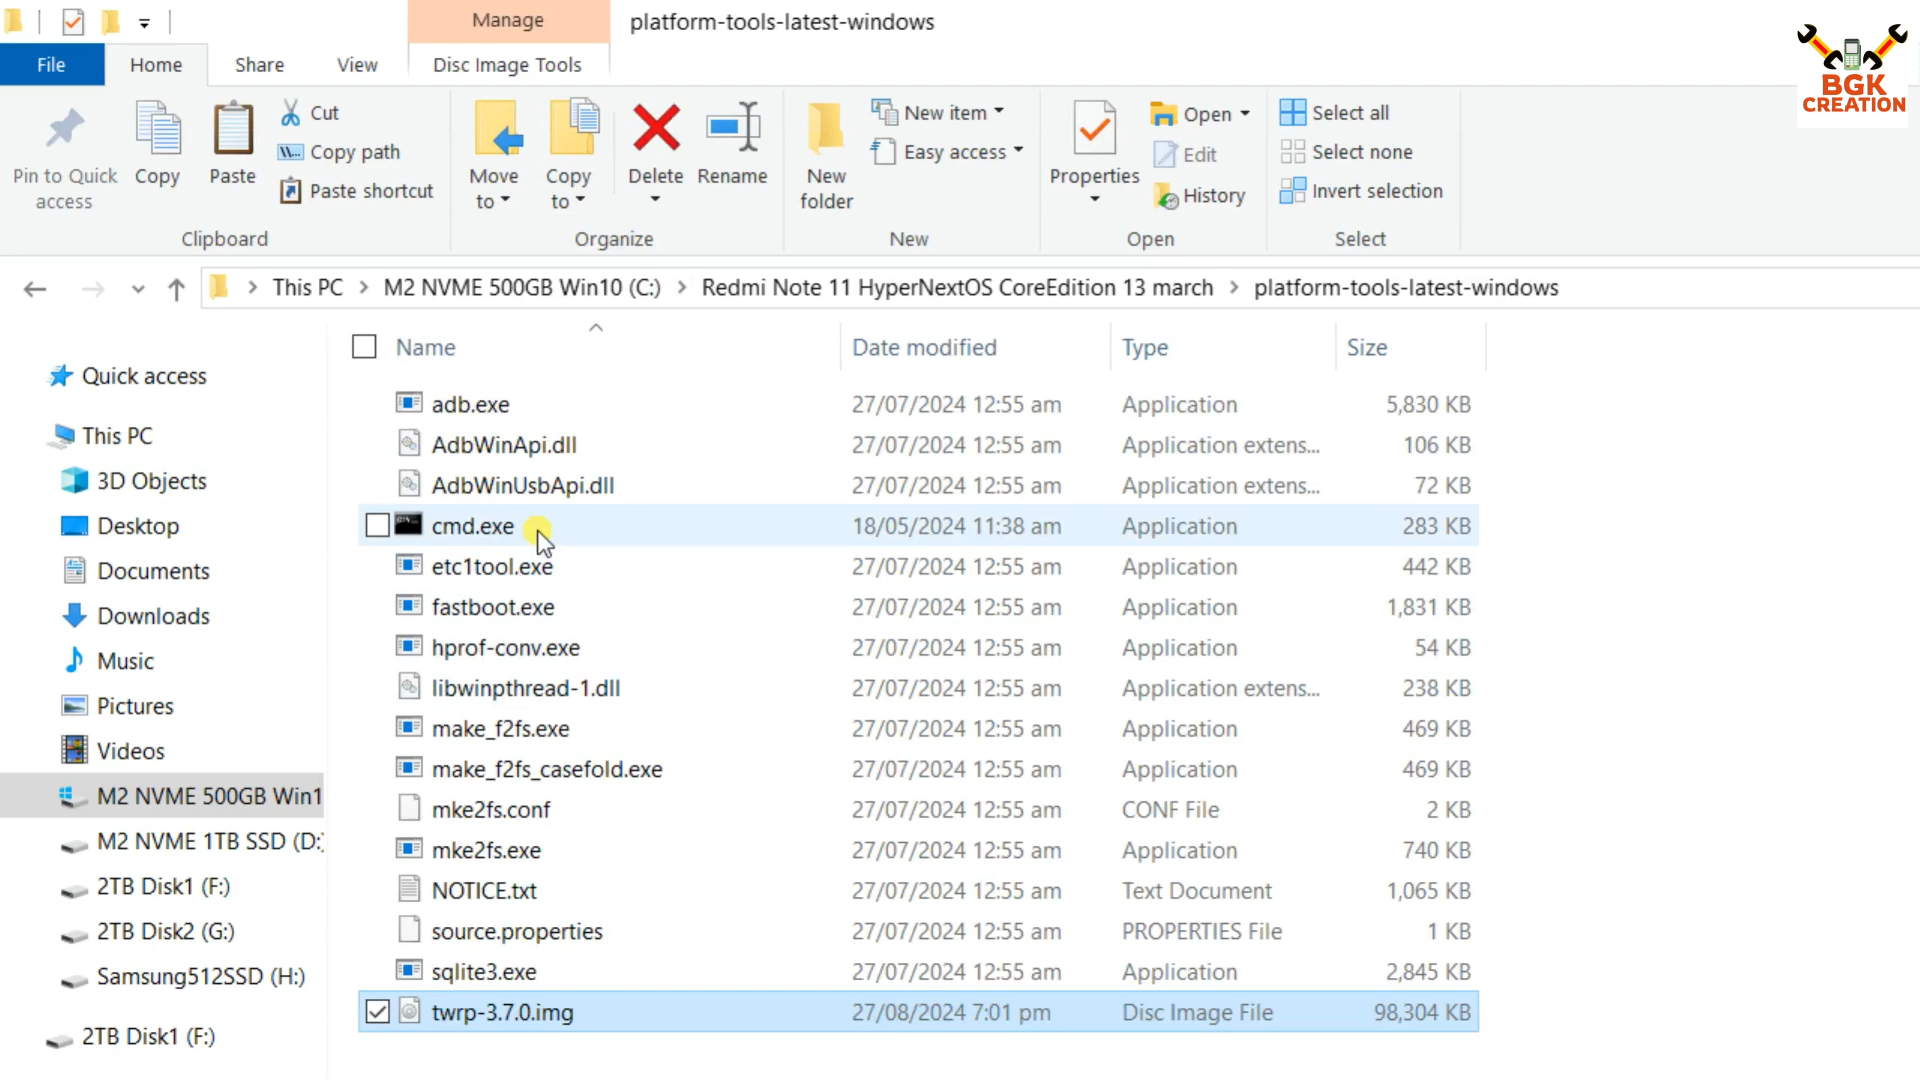 Manage
platform-tools-latest-windows
File
Home
Share
View
Disc Image Tools
BGK
CREATION
Pin to Quick
access
Copy
Paste
Cut
Copy path
Paste shortcut
Clipboard
Move
to
Copy
to
Delete
Rename
Organize
New
folder
New item
Easy access
New
Properties
Open
Edit
History
Open
Select all
Select none
Invert selection
Select
This PC
M2 NVME 500GB Win10 (C:)
Redmi Note 11 HyperNextOS CoreEdition 13 march
platform-tools-latest-windows
Quick access
This PC
3D Objects
Desktop
Documents
Downloads
Music
Pictures
Videos
M2 NVME 500GB Win1
M2 NVME 1TB SSD (D:
2TB Disk1 (F:)
2TB Disk2 (G:)
Samsung512SSD (H:)
2TB Disk1 (F:)
Name Date modified Type Size
adb.exe 27/07/2024 12:55 am Application 5,830 KB
AdbWinApi.dll 27/07/2024 12:55 am Application extens... 106 KB
AdbWinUsbApi.dll 27/07/2024 12:55 am Application extens... 72 KB
cmd.exe 18/05/2024 11:38 am Application 283 KB
etc1tool.exe 27/07/2024 12:55 am Application 442 KB
fastboot.exe 27/07/2024 12:55 am Application 1,831 KB
hprof-conv.exe 27/07/2024 12:55 am Application 54 KB
libwinpthread-1.dll 27/07/2024 12:55 am Application extens... 238 KB
make_f2fs.exe 27/07/2024 12:55 am Application 469 KB
make_f2fs_casefold.exe 27/07/2024 12:55 am Application 469 KB
mke2fs.conf 27/07/2024 12:55 am CONF File 2 KB
mke2fs.exe 27/07/2024 12:55 am Application 740 KB
NOTICE.txt 27/07/2024 12:55 am Text Document 1,065 KB
source.properties 27/07/2024 12:55 am PROPERTIES File 1 KB
sqlite3.exe 27/07/2024 12:55 am Application 2,845 KB
twrp-3.7.0.img 27/08/2024 7:01 pm Disc Image File 98,304 KB